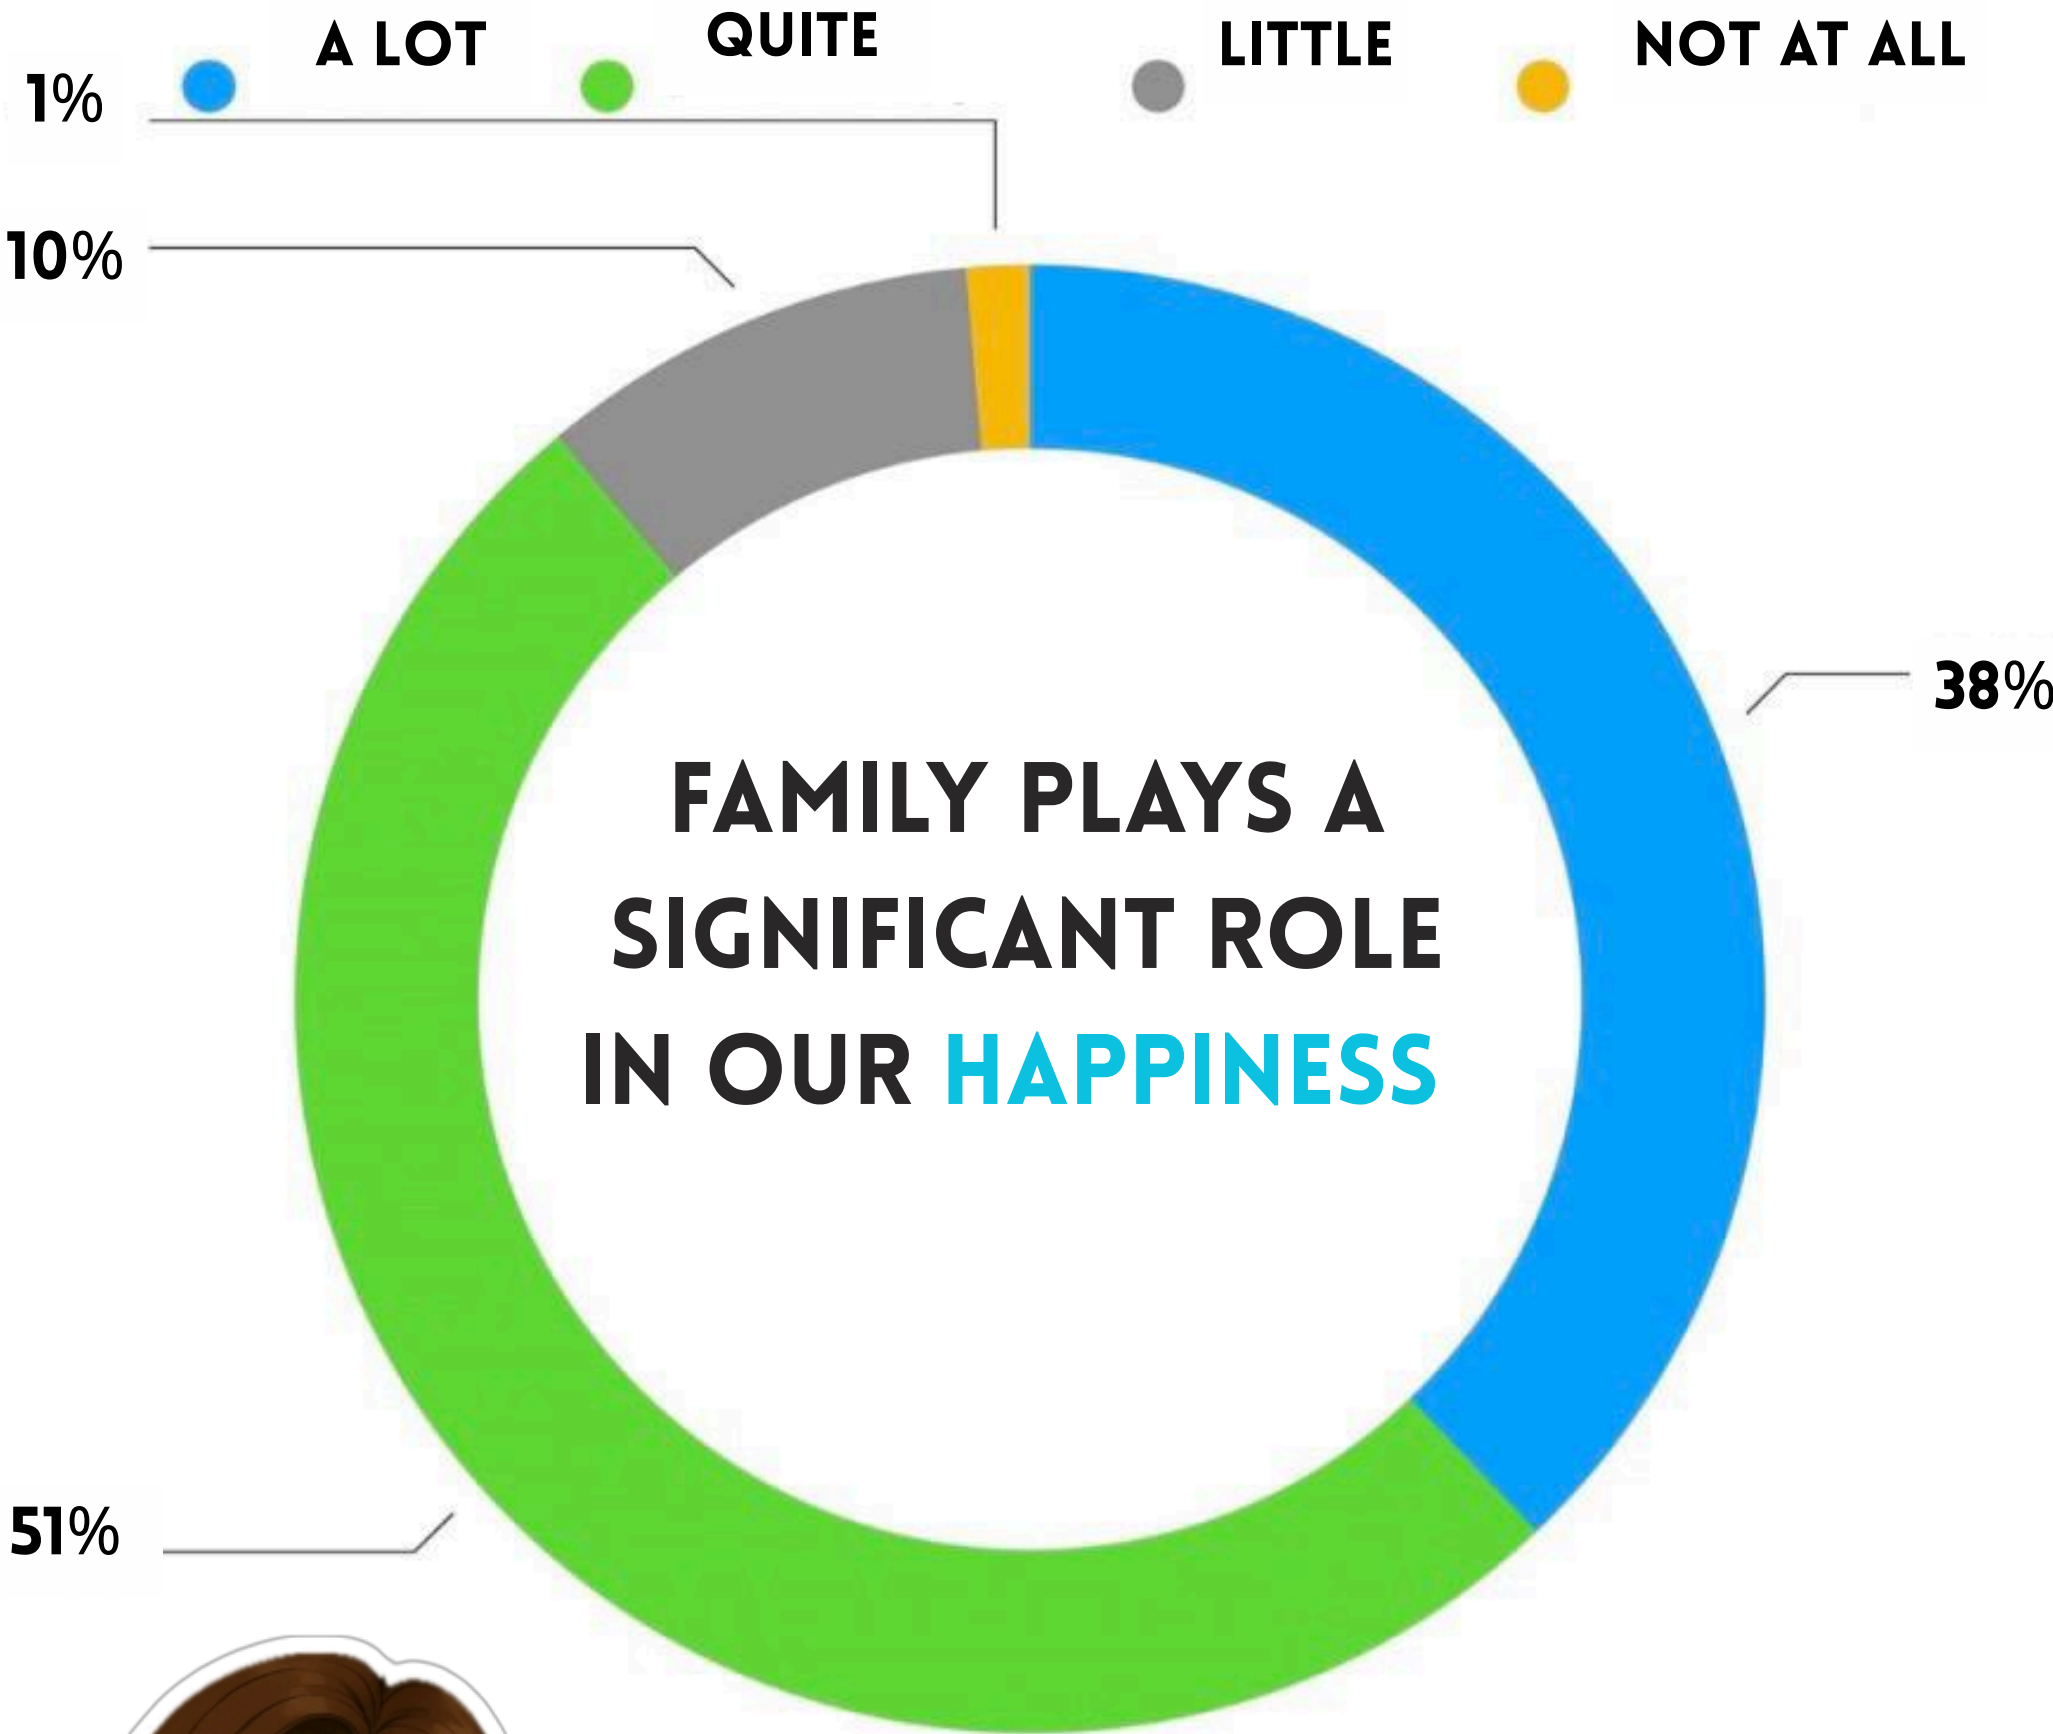 A LOT
QUITE
LITTLE
NOT AT ALL
1%
10%
38%
FAMILY PLAYS A
SIGNIFICANT ROLE
IN OUR HAPPINESS
51%